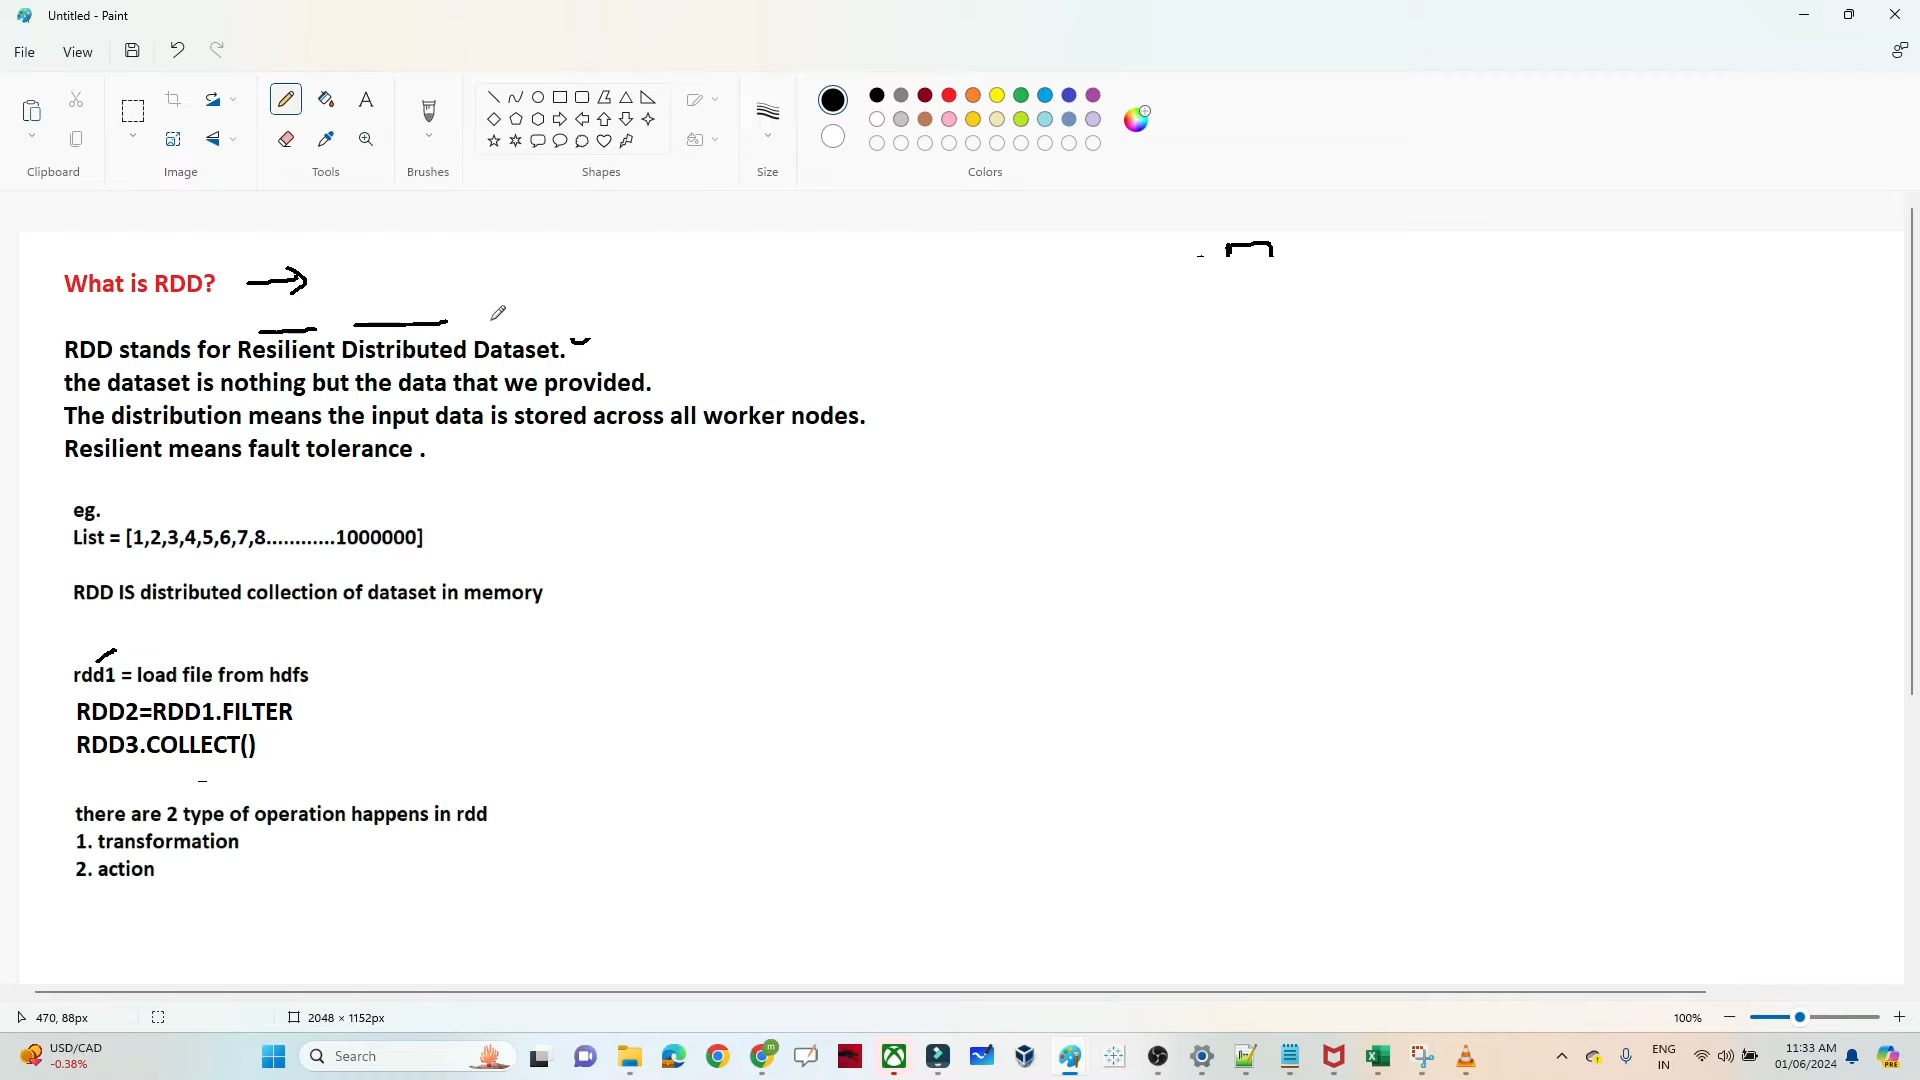 Untitled - Paint
File
View
Clipboard
Image
Tools
Brushes
Shapes
Size
Colors
What is RDD?
RDD stands for Resilient Distributed Dataset.
the dataset is nothing but the data that we provided.
The distribution means the input data is stored across all worker nodes.
Resilient means fault tolerance .
eg.
List = [1,2,3,4,5,6,7,8............1000000]
RDD IS distributed collection of dataset in memory
rdd1 = load file from hdfs
RDD2=RDD1.FILTER
RDD3.COLLECT()
there are 2 type of operation happens in rdd
1. transformation
2. action
470, 88px
2048 × 1152px
100%
USD/CAD
-0.38%
Search
ENG
IN
11:33 AM
01/06/2024
PRE